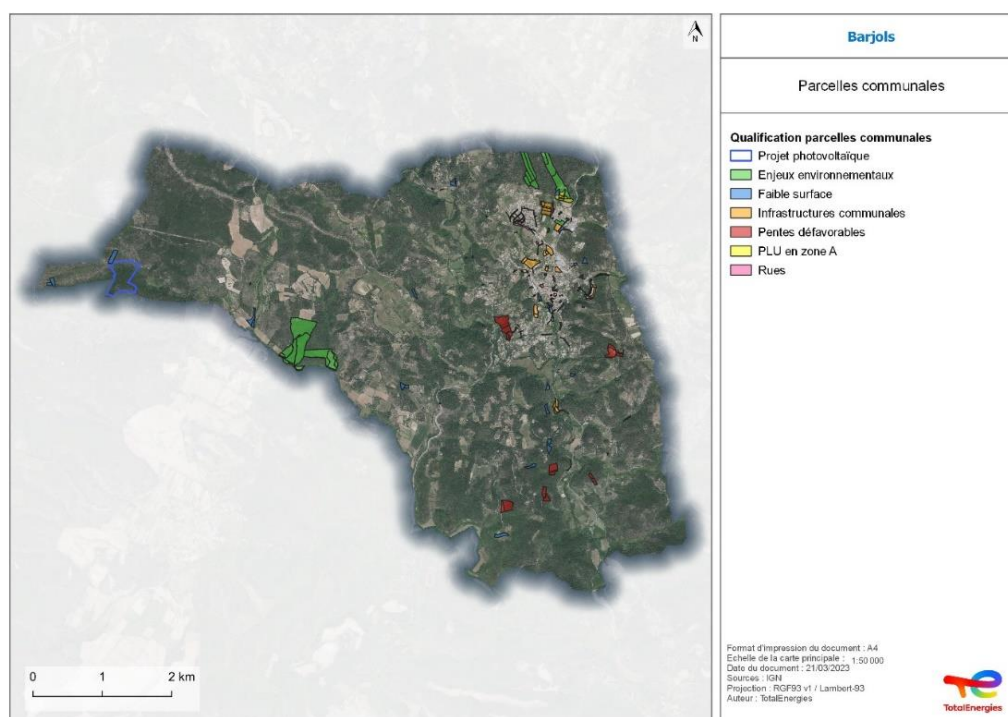 N
Barjols
Parcelles communales
Qualification parcelles communales
Projet photovoltaïque
Enjeux environnementaux
Faible surface
Infrastructures communales
Pentes défavorables
PLU en zone A
Rues
0 1 2 km
Format d'impression du document : A4
Echelle de la carte principale : 1:50 000
Date du document : 21/03/2023
Sources : IGN
Projection : RGF93 v1 / Lambert-93
Auteur : TotalEnergies
TotalEnergies